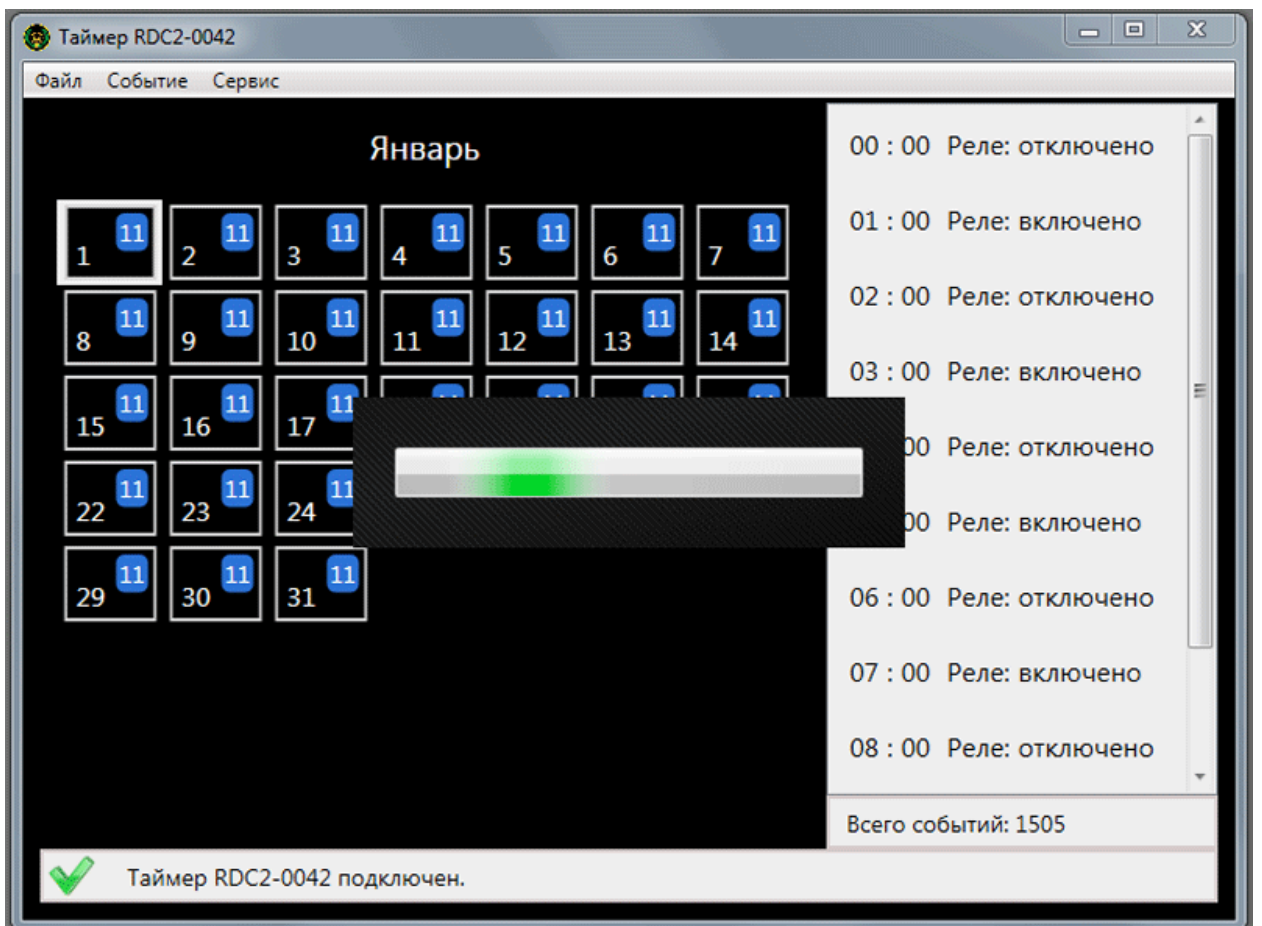 Таймер RDC2-0042
Файл Событие Сервис
Январь
11 11 11 11 11 11 11
1 2 3 4 5 6 7
11 11 11 11 11 11 11
8 9 10 11 12 13 14
11 11 11
15 16 17
11 11 11
22 23 24
11 11 11
29 30 31
00 : 00 Реле: отключено
01 : 00 Реле: включено
02 : 00 Реле: отключено
03 : 00 Реле: включено
00 Реле: отключено
00 Реле: включено
06 : 00 Реле: отключено
07 : 00 Реле: включено
08 : 00 Реле: отключено
Всего событий: 1505
Таймер RDC2-0042 подключен.